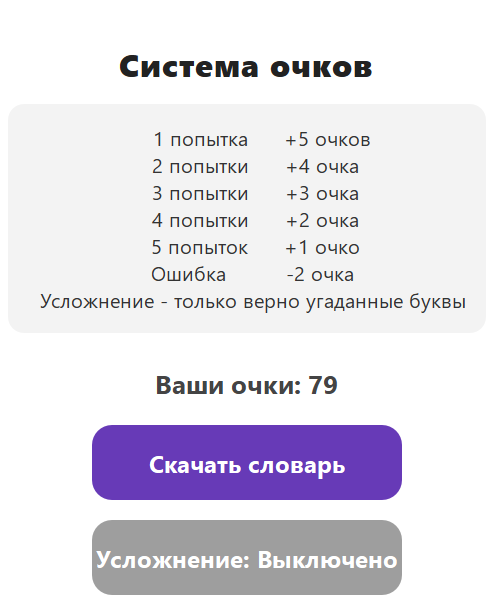 Система очков
1 попытка +5 очков
2 попытки +4 очка
3 попытки +3 очка
4 попытки +2 очка
5 попыток +1 очко
Ошибка -2 очка
Усложнение - только верно угаданные буквы
Ваши очки: 79
Скачать словарь
Усложнение: Выключено